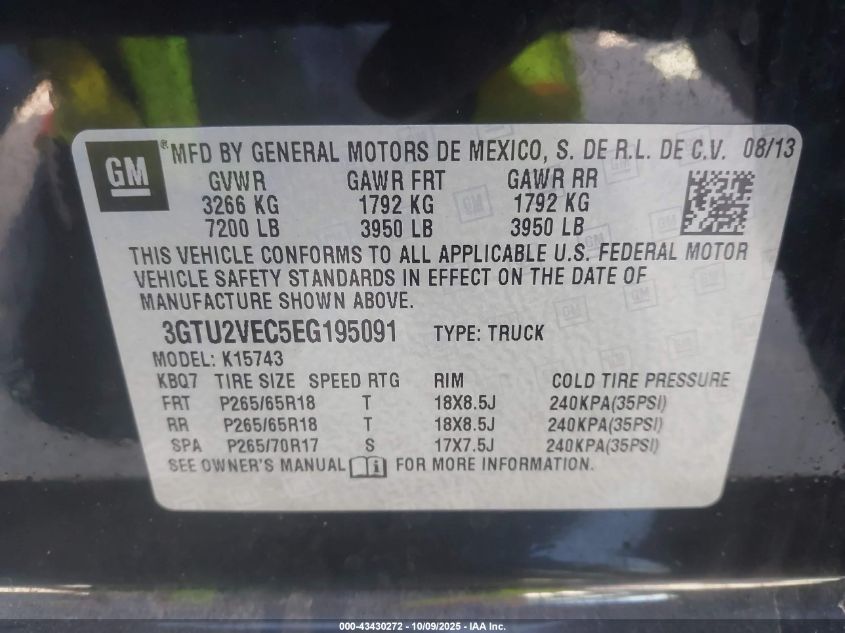 GM ® MFD BY GENERAL MOTORS DE MEXICO, S. DE R.L. DE C.V. 08/13
GVWR GAWR FRT GAWR RR
3266 KG 1792 KG 1792 KG
7200 LB 3950 LB 3950 LB
THIS VEHICLE CONFORMS TO ALL APPLICABLE U.S. FEDERAL MOTOR
VEHICLE SAFETY STANDARDS IN EFFECT ON THE DATE OF
MANUFACTURE SHOWN ABOVE.
3GTU2VEC5EG195091 TYPE: TRUCK
MODEL: K15743
KBQ7 TIRE SIZE SPEED RTG RIM COLD TIRE PRESSURE
FRT P265/65R18 T 18X8.5J 240KPA(35PSI)
RR P265/65R18 T 18X8.5J 240KPA(35PSI)
SPA P265/70R17 S 17X7.5J 240KPA(35PSI)
SEE OWNER'S MANUAL FOR MORE INFORMATION.
000-43430272 - 10/09/2025 - IAA Inc.